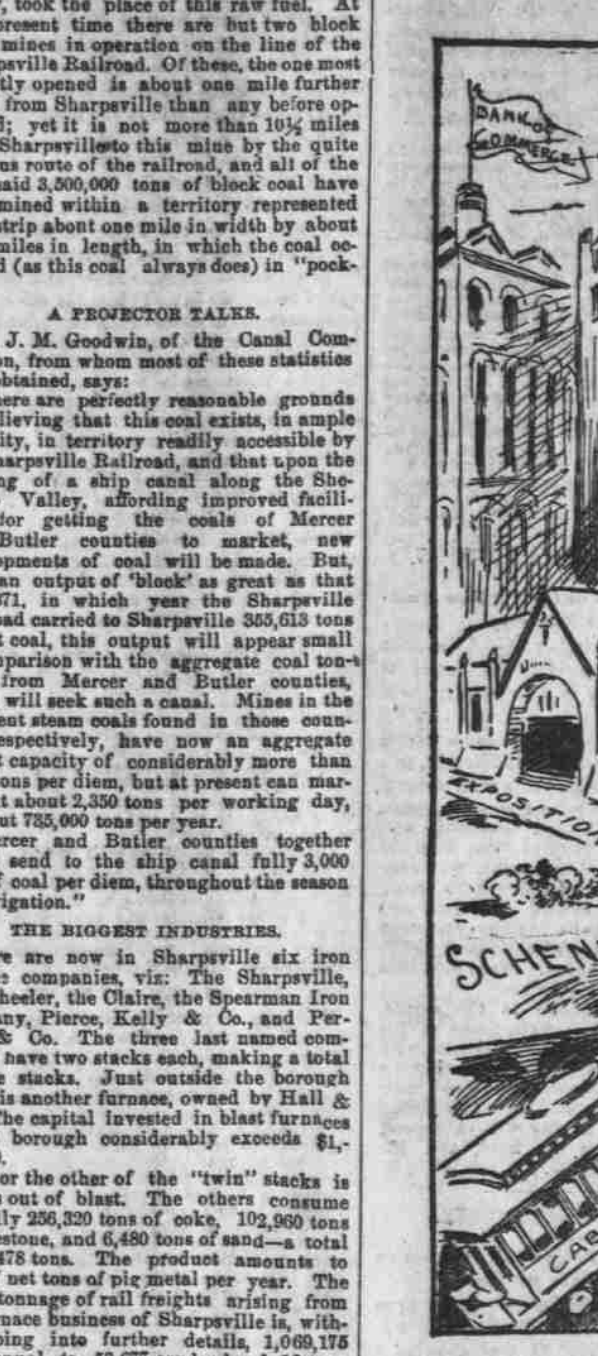 , took the place of this raw fuel. At
present time there are but two block
mines in operation on the line of the
psville Railroad. Of these, the one most
tly opened is about one mile further
from Sharpsville than any before op-
d; yet it is not more than 10½ miles
Sharpsville to this mine by the quite
ns route of the railroad, and all of the
said 3,500,000 tons of block coal have
mined within a territory represented
strip about one mile in width by about
miles in length, in which the coal oc-
d (as this coal always does) in "pock-
A PROJECTOR TALKS.
J. M. Goodwin, of the Canal Com-
on, from whom most of these statistics
obtained, says:
here are perfectly reasonable grounds
elieving that this coal exists, in ample
ity, in territory readily accessible by
harpsville Railroad, and that upon the
ng of a ship canal along the She-
Valley, affording improved facili-
for getting the coals of Mercer
Butler counties to market, new
opments of coal will be made. But,
an output of 'block' as great as that
871, in which year the Sharpsville
oad carried to Sharpsville 355,613 tons
t coal, this output will appear small
mparison with the aggregate coal ton-
from Mercer and Butler counties,
will seek such a canal. Mines in the
ent steam coals found in those coun-
espectively, have now an aggregate
t capacity of considerably more than
ons per diem, but at present can mar-
t about 2,350 tons per working day,
ut 735,000 tons per year.
ercer and Butler counties together
send to the ship canal fully 3,000
f coal per diem, throughout the season
vigation."
THE BIGGEST INDUSTRIES.
re are now in Sharpsville six iron
e companies, viz: The Sharpsville,
heeler, the Claire, the Spearman Iron
any, Pierce, Kelly & Co., and Per-
& Co. The three last named com-
have two stacks each, making a total
e stacks. Just outside the borough
is another furnace, owned by Hall &
The capital invested in blast furnaces
borough considerably exceeds $1,-
).
or the other of the "twin" stacks is
s out of blast. The others consume
lly 256,320 tons of coke, 102,960 tons
estone, and 6,480 tons of sand—a total
478 tons. The product amounts to
net tons of pig metal per year. The
tonnage of rail freights arising from
nace business of Sharpsville is, with-
oing into further details, 1,069,175
BANK OF
COMMERCE
EXPOSITION
SCHEN
CAB